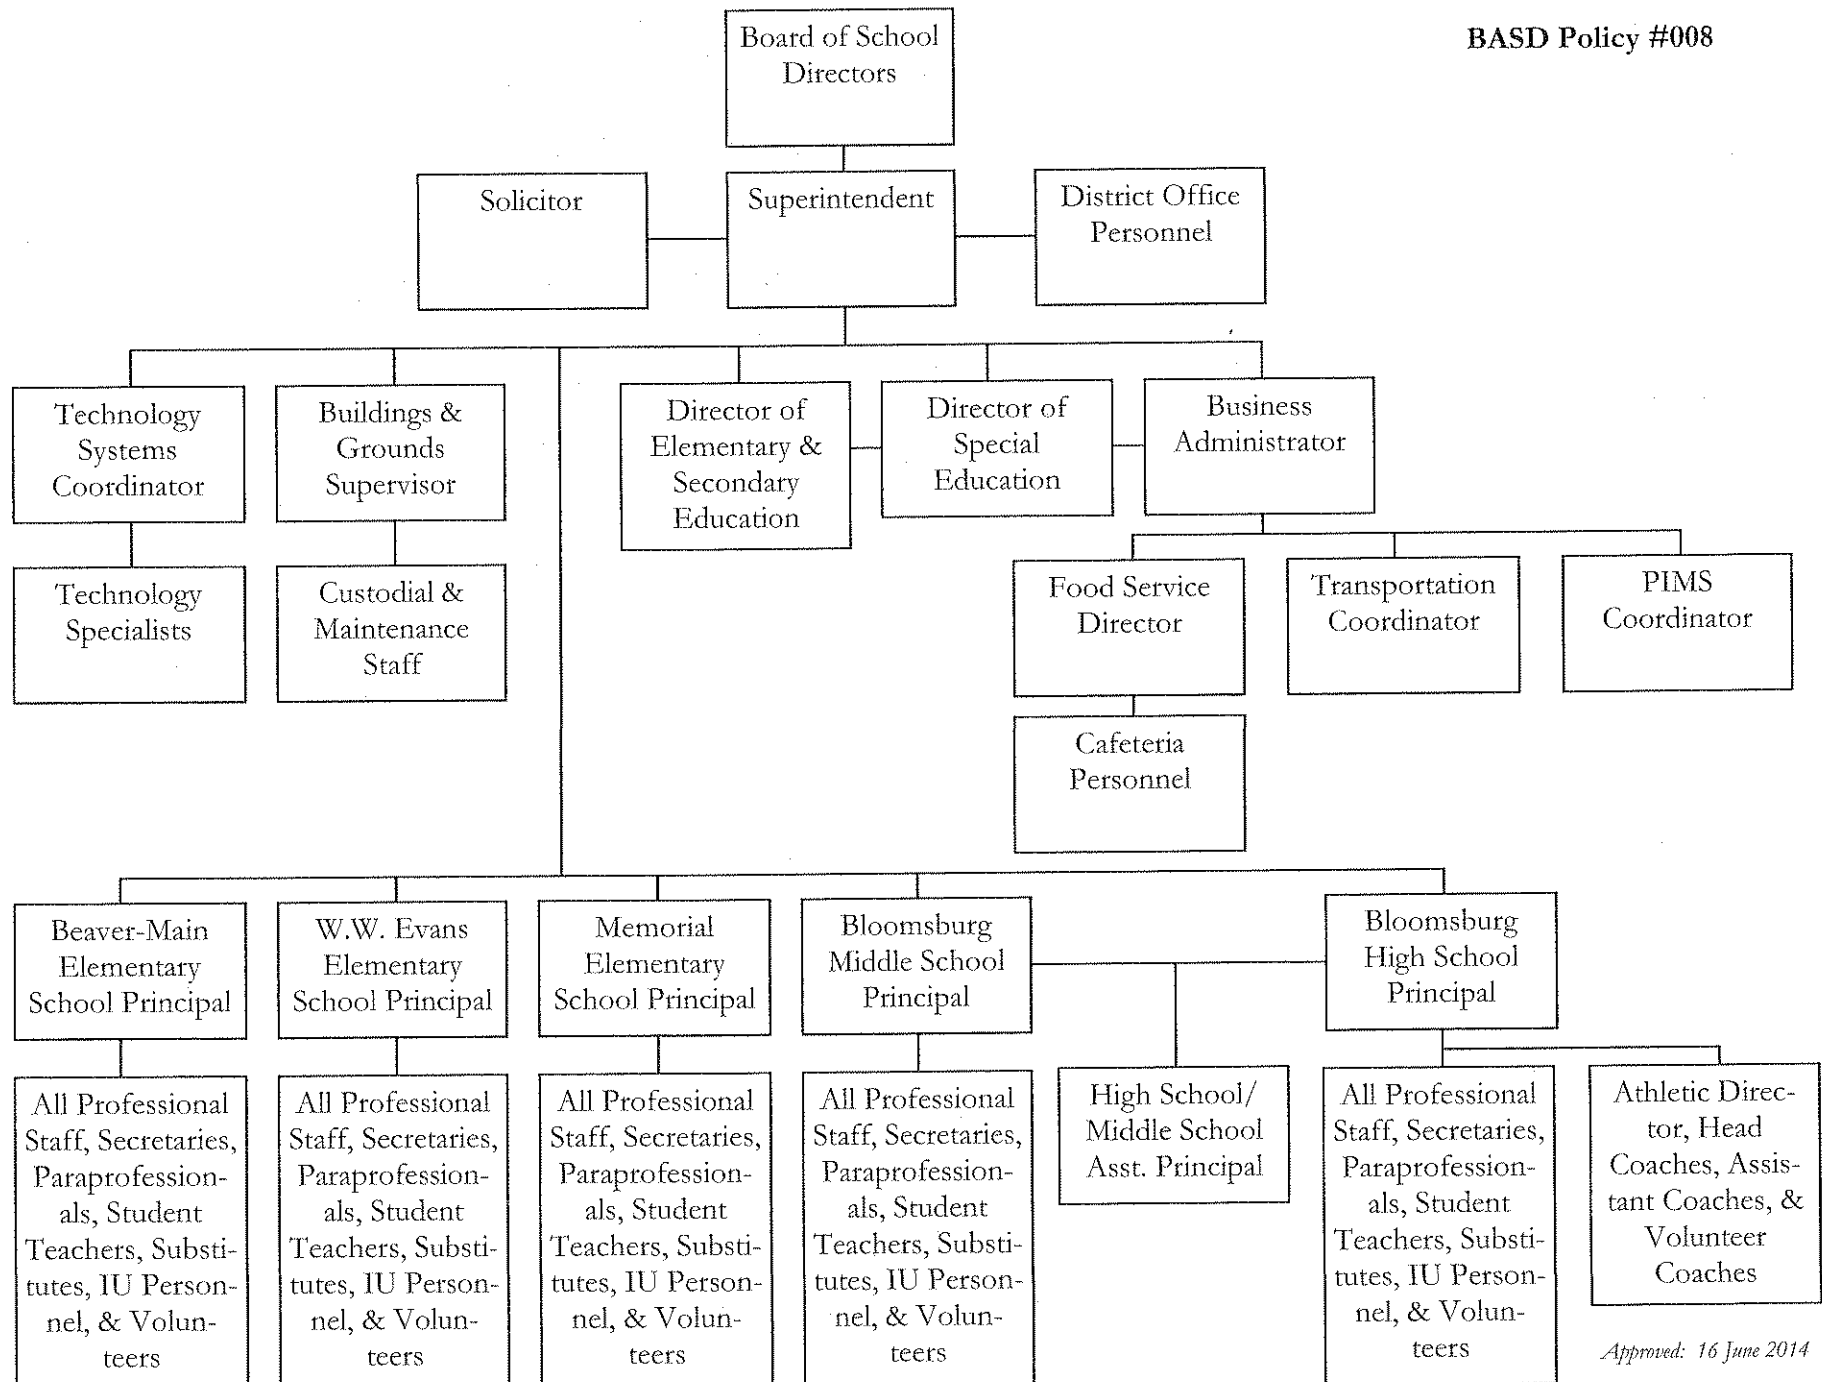 BASD Policy #008
Board of School
Directors
Solicitor
Superintendent
District Office
Personnel
Technology
Systems
Coordinator
Buildings &
Grounds
Supervisor
Director of
Elementary &
Secondary
Education
Director of
Special
Education
Business
Administrator
Technology
Specialists
Custodial &
Maintenance
Staff
Food Service
Director
Transportation
Coordinator
PIMS
Coordinator
Cafeteria
Personnel
Beaver-Main
Elementary
School Principal
W.W. Evans
Elementary
School Principal
Memorial
Elementary
School Principal
Bloomsburg
Middle School
Principal
Bloomsburg
High School
Principal
All Professional
Staff, Secretaries,
Paraprofession-
als, Student
Teachers, Substi-
tutes, IU Person-
nel, & Volun-
teers
All Professional
Staff, Secretaries,
Paraprofession-
als, Student
Teachers, Substi-
tutes, IU Person-
nel, & Volun-
teers
All Professional
Staff, Secretaries,
Paraprofession-
als, Student
Teachers, Substi-
tutes, IU Person-
nel, & Volun-
teers
All Professional
Staff, Secretaries,
Paraprofession-
als, Student
Teachers, Substi-
tutes, IU Person-
nel, & Volun-
teers
High School/
Middle School
Asst. Principal
All Professional
Staff, Secretaries,
Paraprofession-
als, Student
Teachers, Substi-
tutes, IU Person-
nel, & Volun-
teers
Athletic Direc-
tor, Head
Coaches, Assis-
tant Coaches, &
Volunteer
Coaches
Approved: 16 June 2014